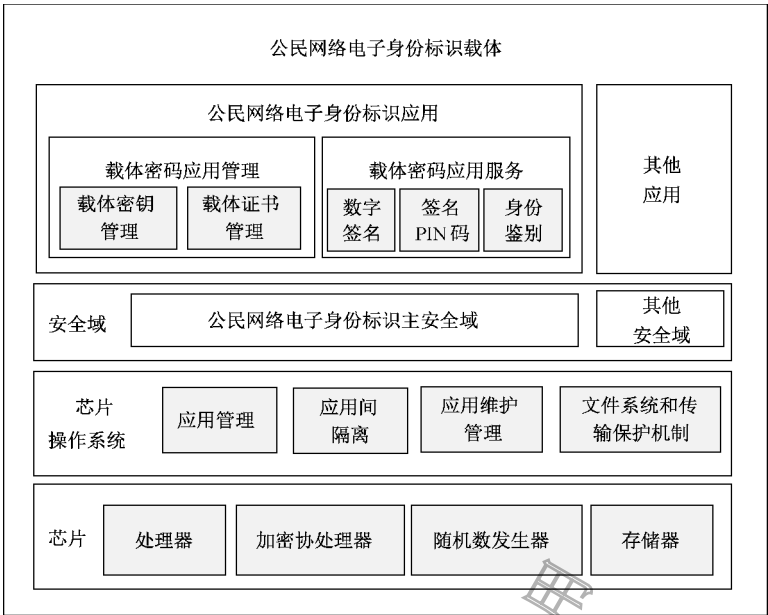 公民网络电子身份标识载体
公民网络电子身份标识应用
载体密码应用管理
载体密钥
管理
载体证书
管理
载体密码应用服务
数字
签名
签名
PIN码
身份
鉴别
其他
应用
安全域
公民网络电子身份标识主安全域
其他
安全域
芯片
操作系统
应用管理
应用间
隔离
应用维护
管理
文件系统和传
输保护机制
芯片
处理器
加密协处理器
随机数发生器
存储器